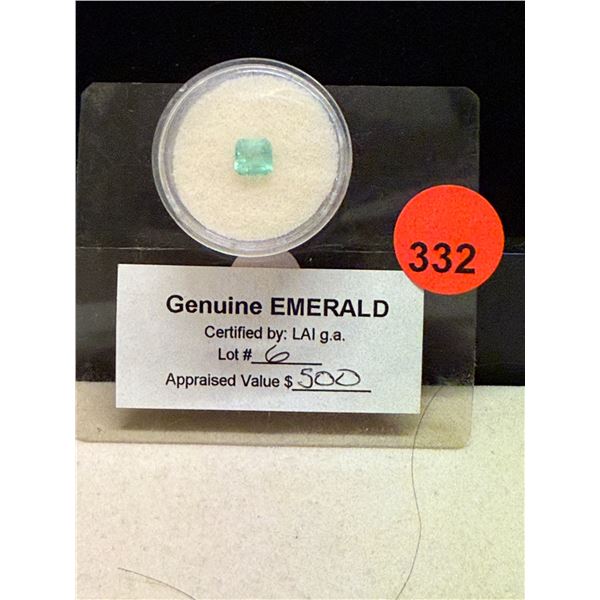 332
Genuine EMERALD
Certified by: LAI g.a.
Lot # 6
Appraised Value $ 500